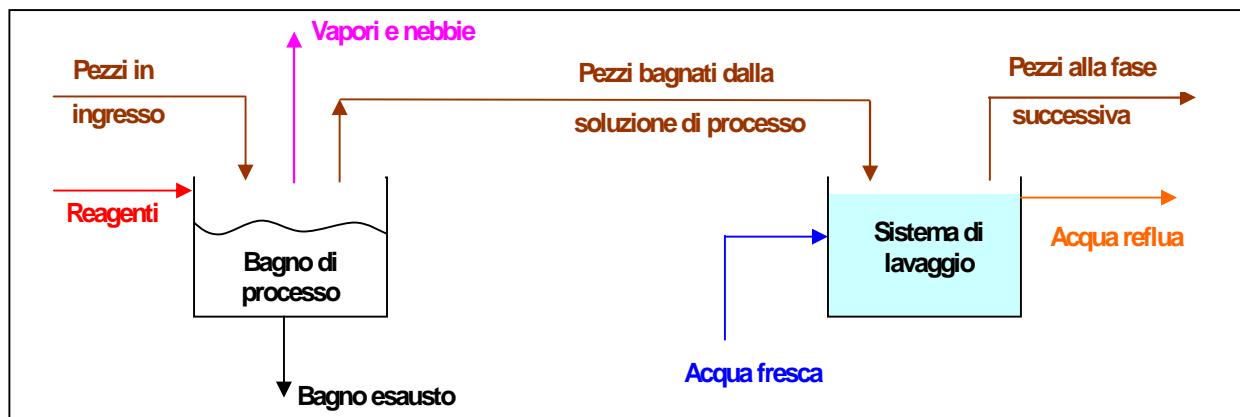 Vapori e nebbie
Pezzi in
ingresso
Pezzi bagnati dalla
soluzione di processo
Pezzi alla fase
successiva
Reagenti
Bagno di
processo
Sistema di
lavaggio
Acqua reflua
Acqua fresca
Bagno esausto